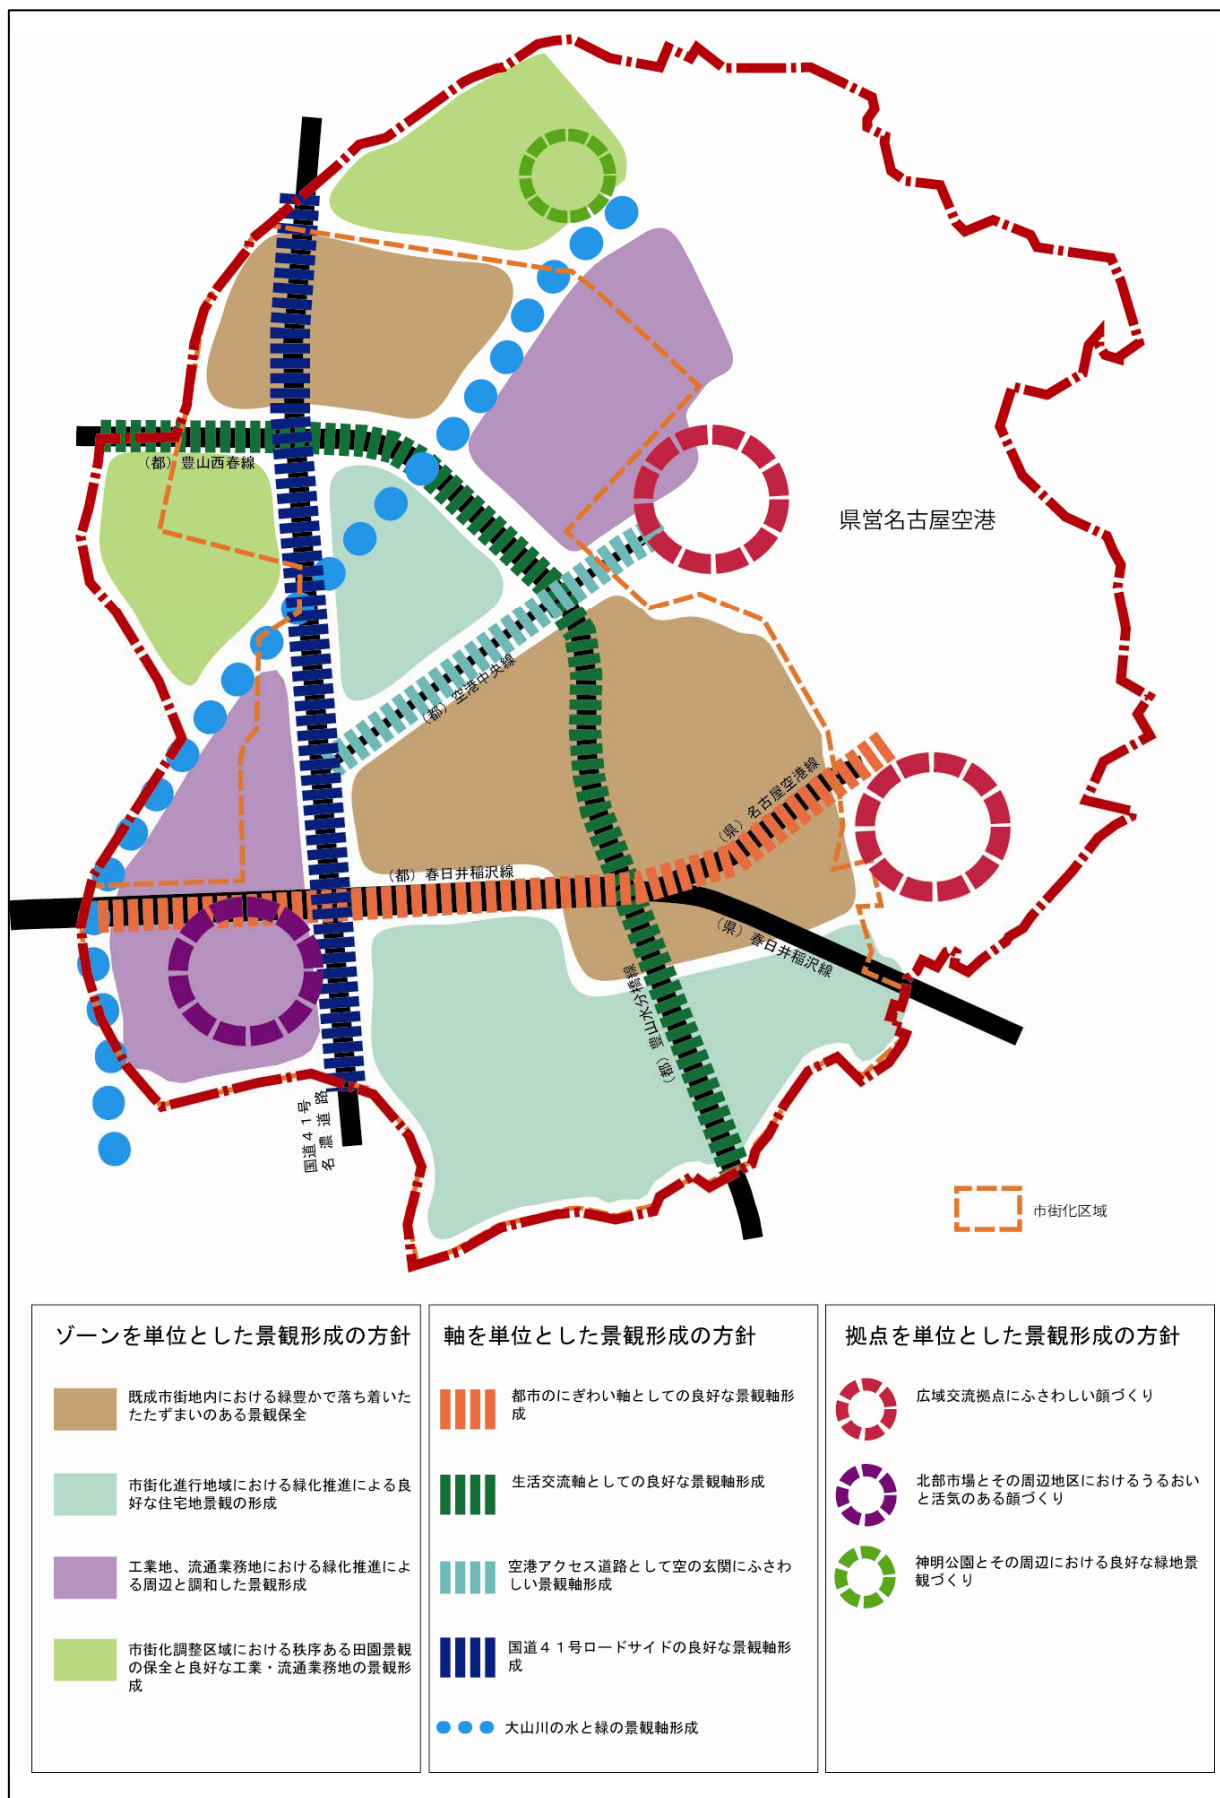 (都)豊山西春線
県営名古屋空港
(都)空港中央線
(県)名古屋空港線
(都)春日井稲沢線
(県)春日井稲沢線
(都)豊山水分橋線
国道41号
名濃道路
市街化区域
ゾーンを単位とした景観形成の方針
既成市街地内における緑豊かで落ち着いた
たたずまいのある景観保全
市街化進行地域における緑化推進による良
好な住宅地景観の形成
工業地、流通業務地における緑化推進によ
る周辺と調和した景観形成
市街化調整区域における秩序ある田園景観
の保全と良好な工業・流通業務地の景観形
成
軸を単位とした景観形成の方針
都市のにぎわい軸としての良好な景観軸形
成
生活交流軸としての良好な景観軸形成
空港アクセス道路として空の玄関にふさわ
しい景観軸形成
国道41号ロードサイドの良好な景観軸形
成
大山川の水と緑の景観軸形成
拠点を単位とした景観形成の方針
広域交流拠点にふさわしい顔づくり
北部市場とその周辺地区におけるうるおい
と活気のある顔づくり
神明公園とその周辺における良好な緑地景
観づくり